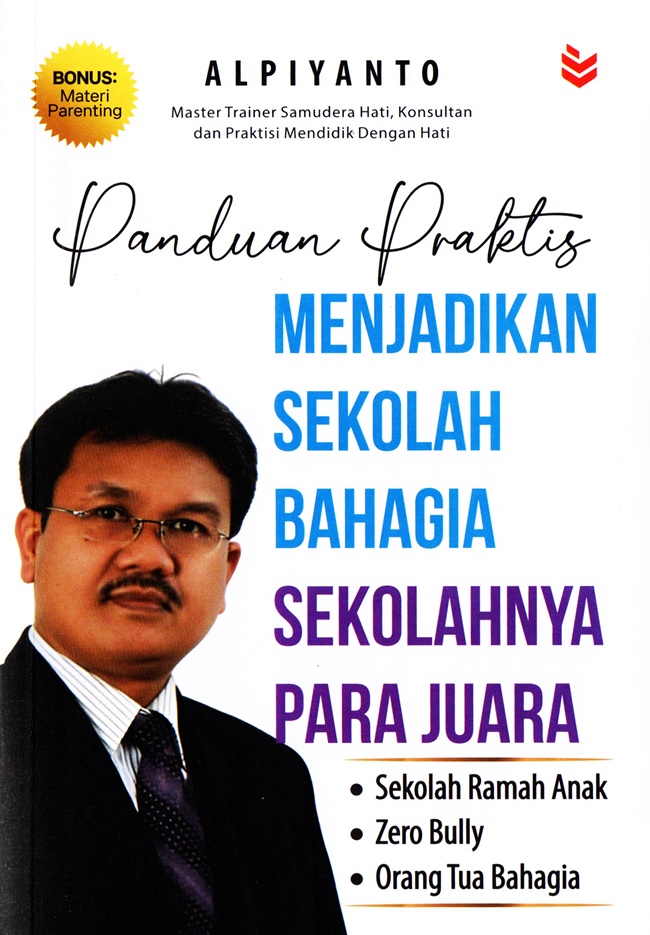 BONUS:
Materi
Parenting
ALPIYANTO
Master Trainer Samudera Hati, Konsultan
dan Praktisi Mendidik Dengan Hati
Panduan Praktis
MENJADIKAN
SEKOLAH
BAHAGIA
SEKOLAHNYA
PARA JUARA
• Sekolah Ramah Anak
• Zero Bully
• Orang Tua Bahagia